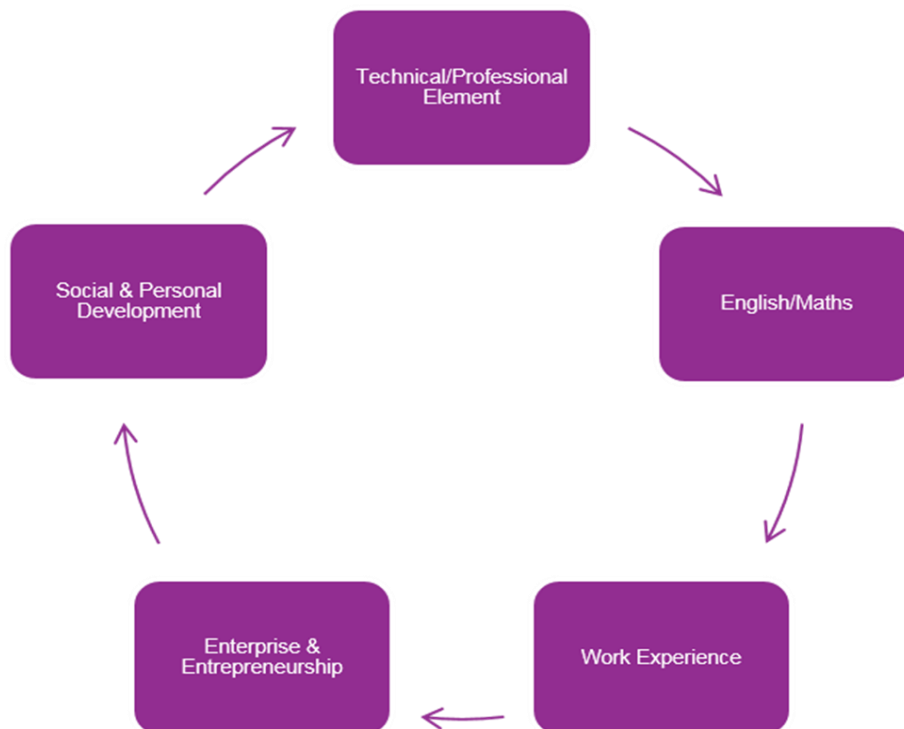 Technical/Professional
Element
English/Maths
Work Experience
Enterprise &
Entrepreneurship
Social & Personal
Development